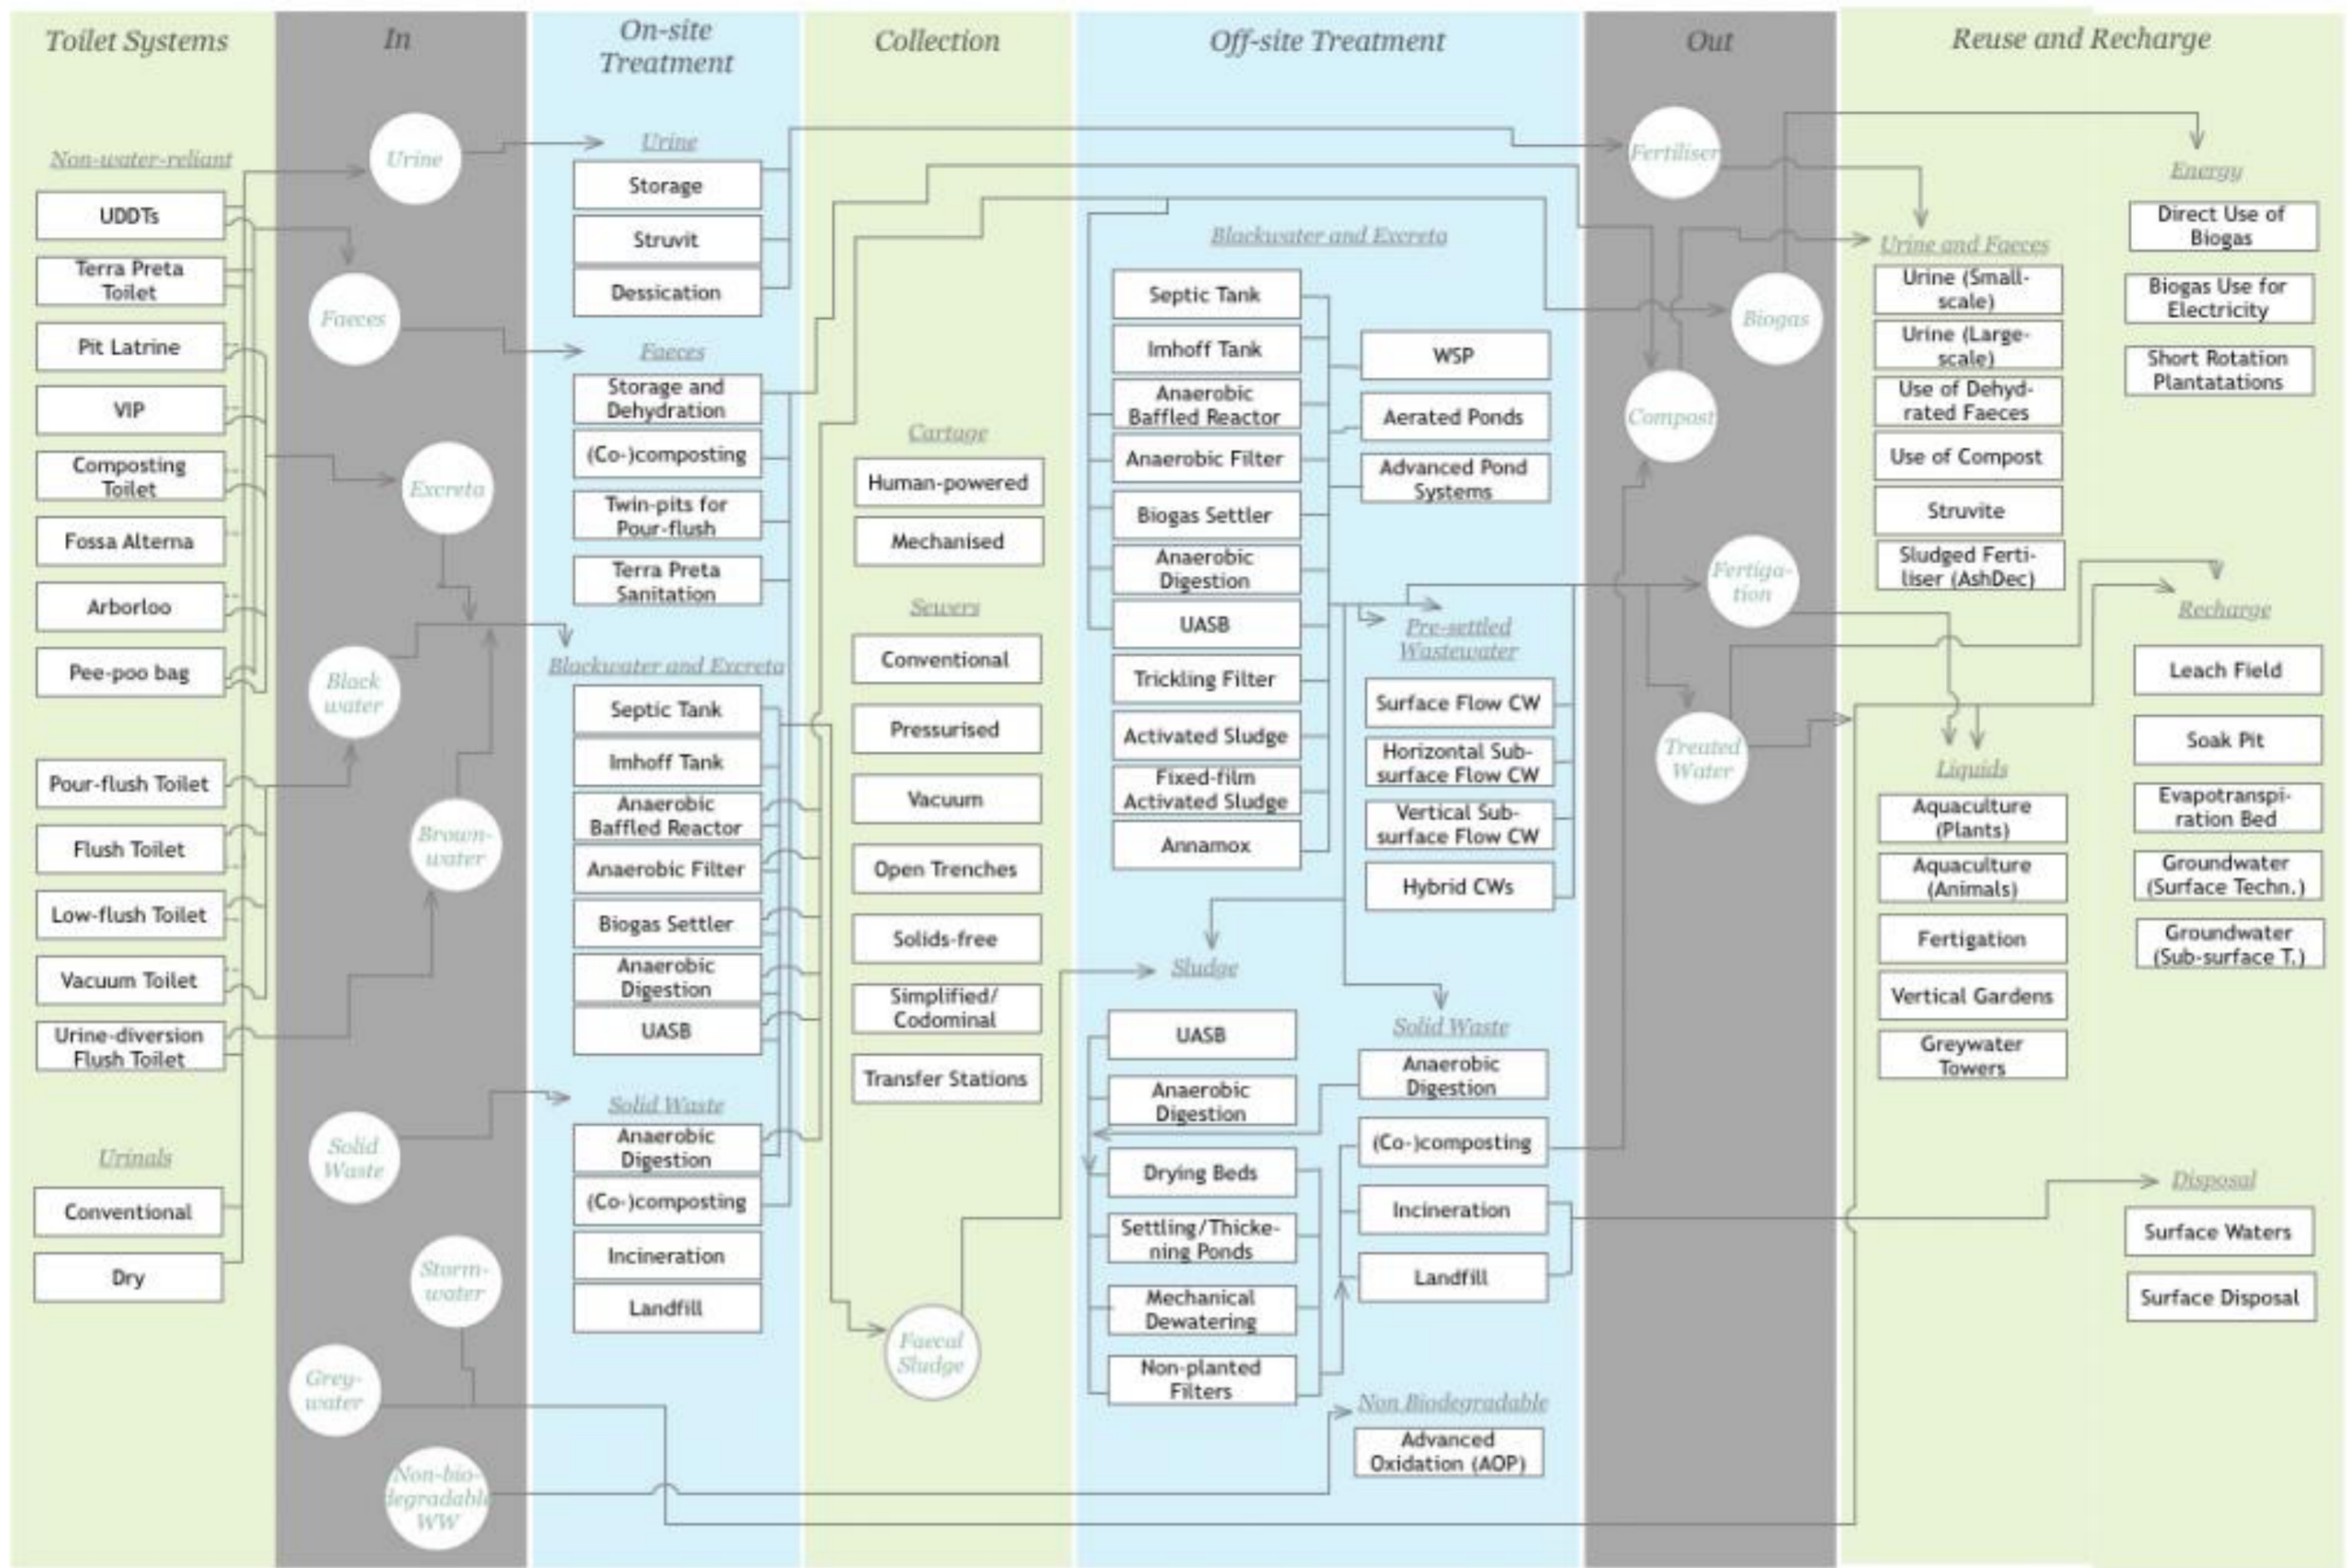 Toilet Systems
Non-water-reliant
UDDTs
Terra Preta
Toilet
Pit Latrine
VIP
Composting
Toilet
Fossa Alterna
Arborloo
Pee-poo bag
Pour-flush Toilet
Flush Toilet
Low-flush Toilet
Vacuum Toilet
Urine-diversion
Flush Toilet
Urinals
Conventional
Dry
In
Urine
Faeces
Excreta
Black
water
Brown-
water
Solid
Waste
Storm-
water
Grey-
water
Non-bio-
degradable
WW
On-site
Treatment
Urine
Storage
Struvit
Dessication
Faeces
Storage and
Dehydration
(Co-)composting
Twin-pits for
Pour-flush
Terra Preta
Sanitation
Blackwater and Excreta
Septic Tank
Imhoff Tank
Anaerobic
Baffled Reactor
Anaerobic Filter
Biogas Settler
Anaerobic
Digestion
UASB
Solid Waste
Anaerobic
Digestion
(Co-)composting
Incineration
Landfill
Collection
Cartage
Human-powered
Mechanised
Sewers
Conventional
Pressurised
Vacuum
Open Trenches
Solids-free
Simplified/
Codominal
Transfer Stations
Faecal
Sludge
Off-site Treatment
Blackwater and Excreta
Septic Tank
Imhoff Tank
Anaerobic
Baffled Reactor
Anaerobic Filter
Biogas Settler
Anaerobic
Digestion
UASB
Trickling Filter
Activated Sludge
Fixed-film
Activated Sludge
Annamox
WSP
Aerated Ponds
Advanced Pond
Systems
Pre-settled
Wastewater
Surface Flow CW
Horizontal Sub-
surface Flow CW
Vertical Sub-
surface Flow CW
Hybrid CWs
Sludge
UASB
Anaerobic
Digestion
Drying Beds
Settling/Thicke-
ning Ponds
Mechanical
Dewatering
Non-planted
Filters
Solid Waste
Anaerobic
Digestion
(Co-)composting
Incineration
Landfill
Non Biodegradable
Advanced
Oxidation (AOP)
Out
Fertiliser
Biogas
Compost
Fertiga-
tion
Treated
Water
Reuse and Recharge
Urine and Faeces
Urine (Small-
scale)
Urine (Large-
scale)
Use of Dehyd-
rated Faeces
Use of Compost
Struvite
Sludged Ferti-
liser (AshDec)
Liquids
Aquaculture
(Plants)
Aquaculture
(Animals)
Fertigation
Vertical Gardens
Greywater
Towers
Energy
Direct Use of
Biogas
Biogas Use for
Electricity
Short Rotation
Plantatations
Recharge
Leach Field
Soak Pit
Evapotranspi-
ration Bed
Groundwater
(Surface Techn.)
Groundwater
(Sub-surface T.)
Disposal
Surface Waters
Surface Disposal